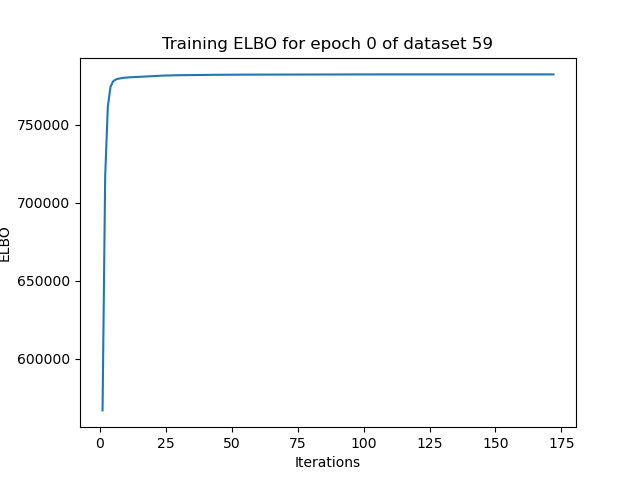 Training ELBO for epoch 0 of dataset 59
750000
700000
650000
600000
ELBO
0 25 50 75 100 125 150 175
Iterations